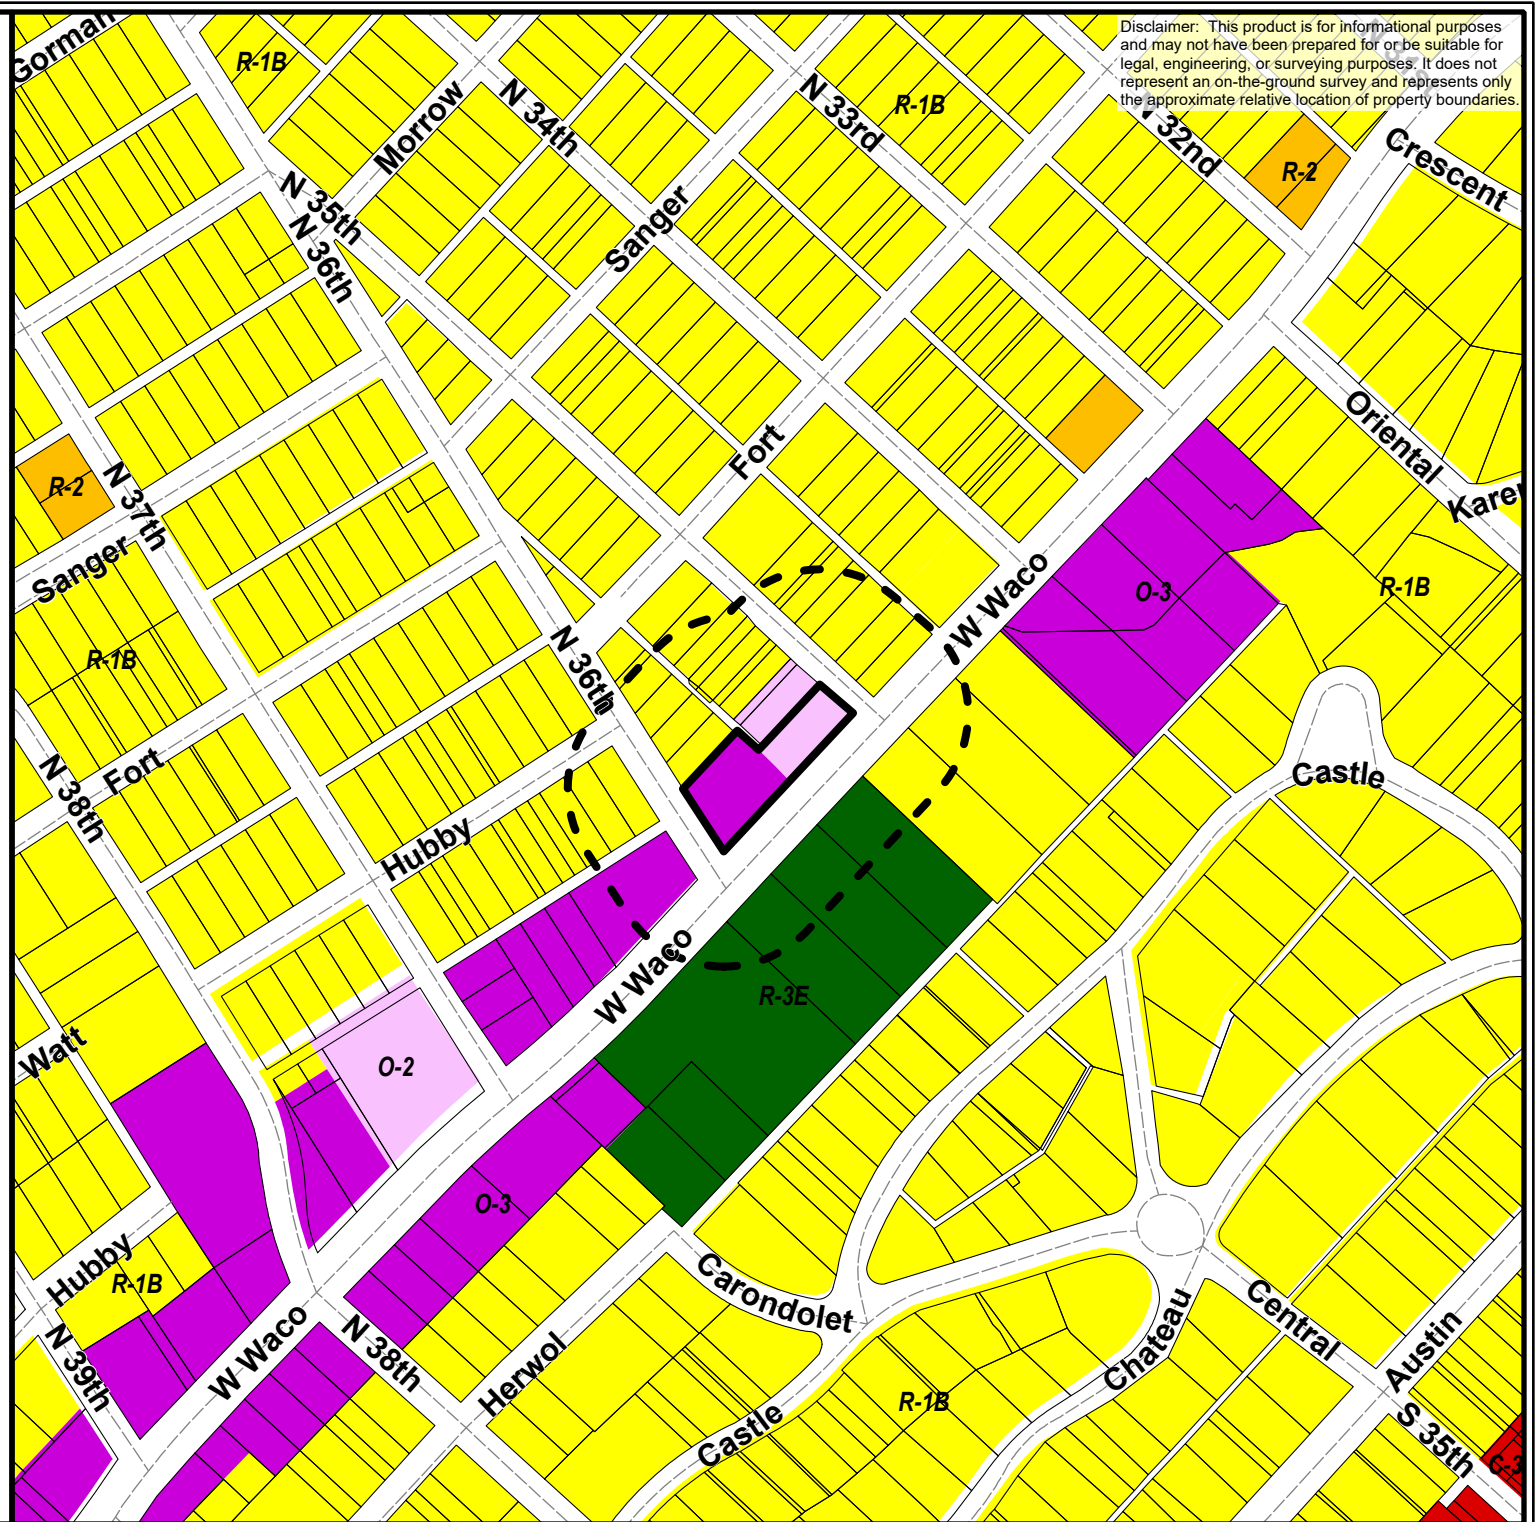 Disclaimer: This product is for informational purposes
and may not have been prepared for or be suitable for
legal, engineering, or surveying purposes. It does not
represent an on-the-ground survey and represents only
the approximate relative location of property boundaries.
Gorman
R-1B
Morrow
N 34th
N 33rd
R-1B
N 32nd
N 31st
R-2
Crescent
N 35th
N 36th
Sanger
Fort
Oriental
Karen
R-2
N 37th
Sanger
R-1B
N 36th
W Waco
O-3
R-1B
N 38th
Fort
Hubby
Castle
W Waco
R-3E
Watt
O-2
O-3
Hubby
R-1B
N 39th
W Waco
N 38th
Herwol
Carondolet
Castle
R-1B
Chateau
Central
Austin
S 35th
C-3